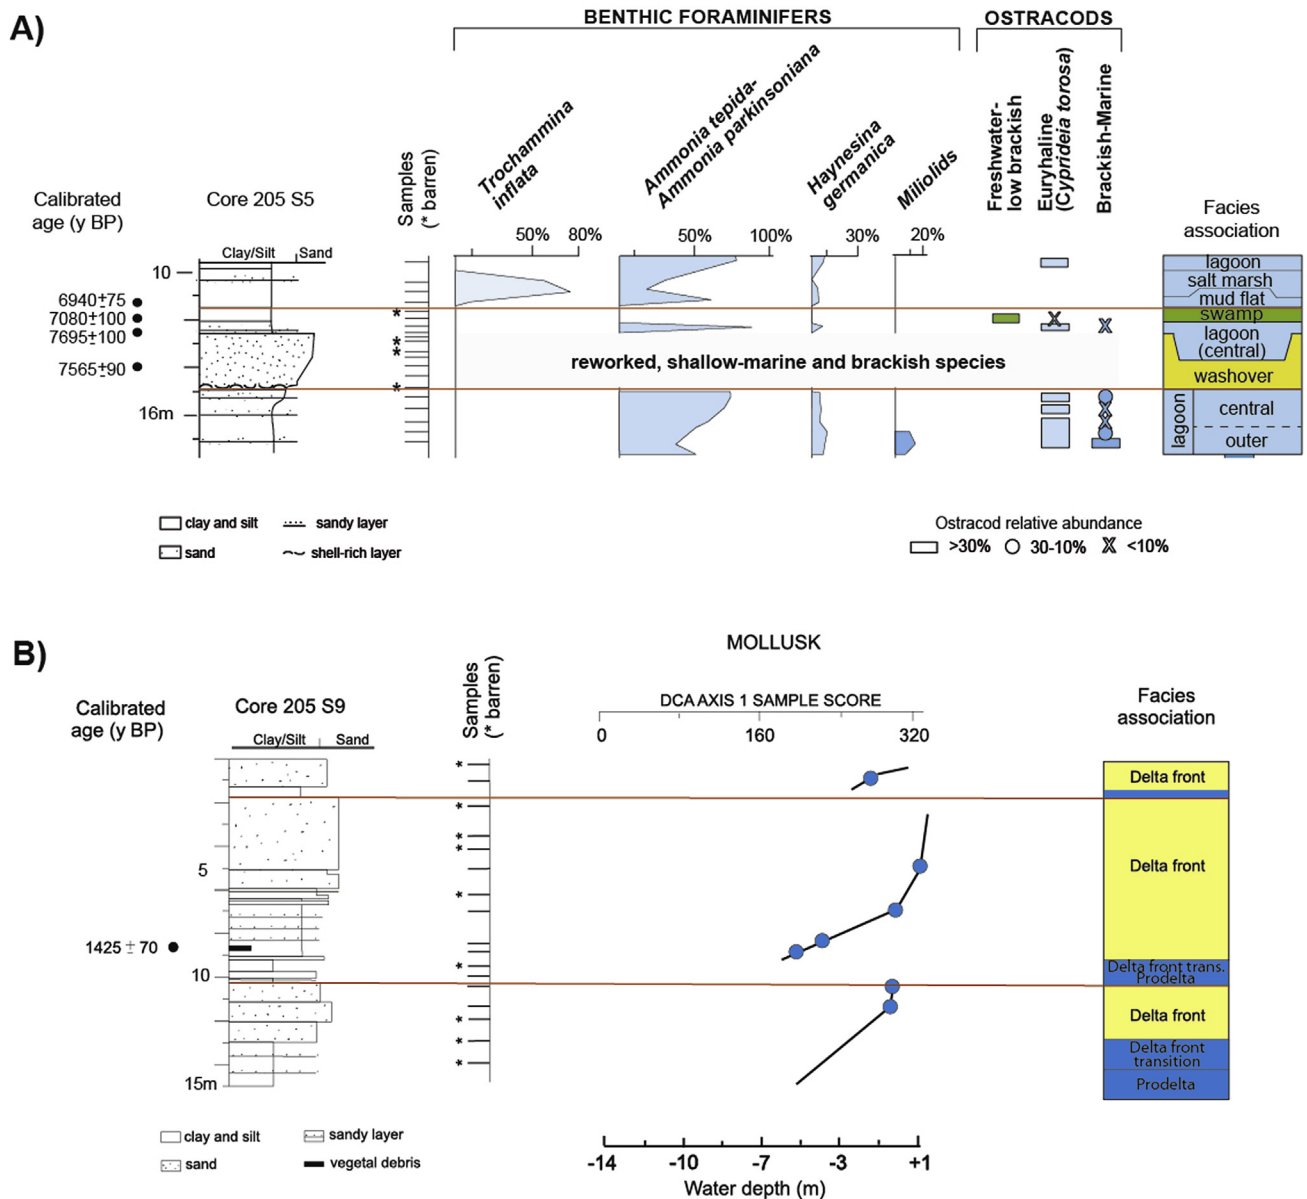 A)
BENTHIC FORAMINIFERS
OSTRACODS
Trochammina
inflata
Ammonia tepida-
Ammonia parkinsoniana
Haynesina
germanica
Miliolids
Freshwater-
low brackish
Euryhaline
(Cyprideia torosa)
Brackish-Marine
Calibrated
age (y BP)
Core 205 S5
Samples
(* barren)
Facies
association
Clay/Silt
Sand
50%
80%
50%
100%
30%
20%
10
6940±75
7080±100
7695±100
7565±90
16m
*
*
*
*
reworked, shallow-marine and brackish species
lagoon
salt marsh
mud flat
swamp
lagoon
(central)
washover
lagoon
central
outer
clay and silt
sandy layer
sand
shell-rich layer
Ostracod relative abundance
>30%
30-10%
<10%
B)
MOLLUSK
Calibrated
age (y BP)
Core 205 S9
Samples
(* barren)
DCA AXIS 1 SAMPLE SCORE
Facies
association
Clay/Silt
Sand
0
160
320
*
*
*
*
*
*
*
*
*
5
1425 ± 70
10
15m
Delta front
Delta front
Delta front trans.
Prodelta
Delta front
Delta front
transition
Prodelta
clay and silt
sandy layer
sand
vegetal debris
-14
-10
-7
-3
+1
Water depth (m)